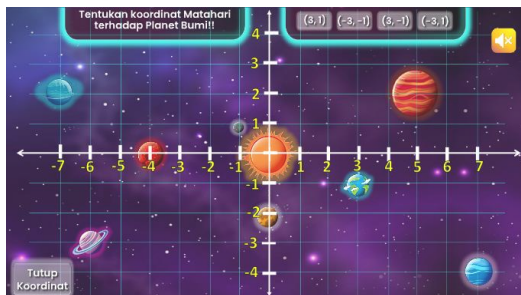 Tentukan koordinat Matahari
terhadap Planet Bumi!!
(3, 1) (-3, -1) (3, -1) (-3, 1)
4
3
2
1
-7 -6 -5 -4 -3 -2 -1 1 2 3 4 5 6 7
-1
-2
-3
-4
Tutup
Koordinat